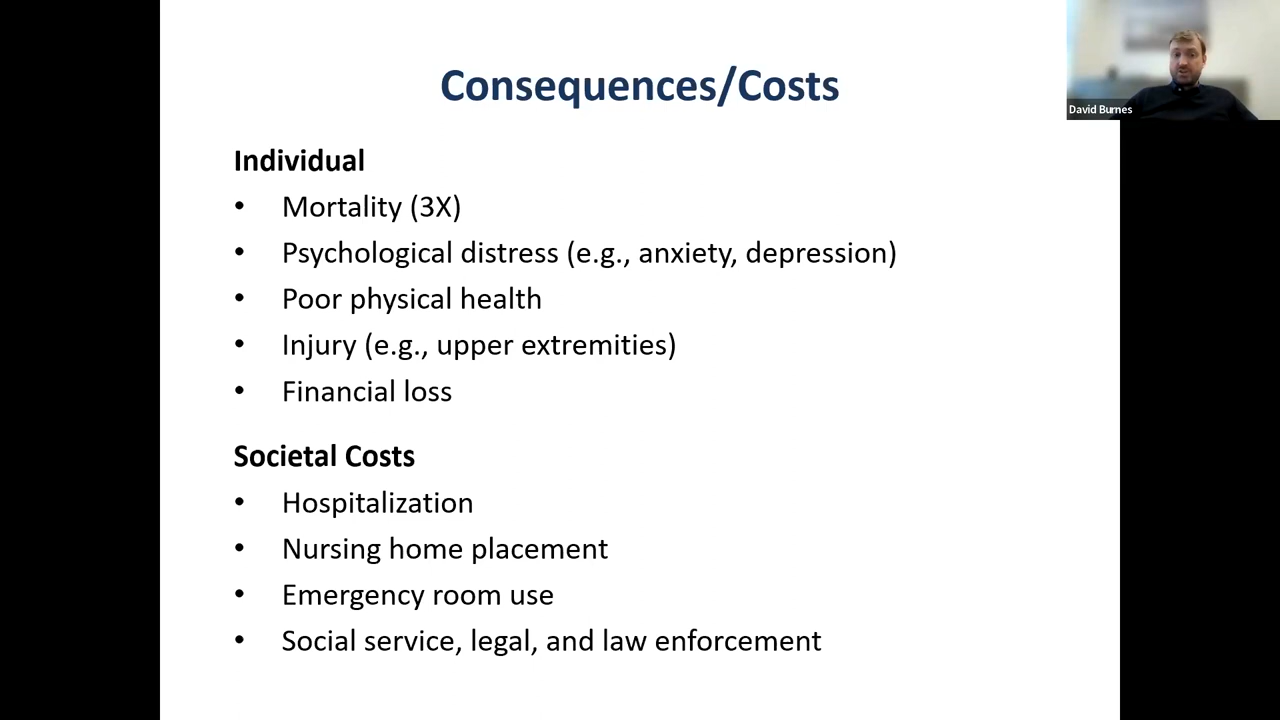 Consequences/Costs
David Burnes
Individual
• Mortality (3X)
• Psychological distress (e.g., anxiety, depression)
• Poor physical health
• Injury (e.g., upper extremities)
• Financial loss
Societal Costs
• Hospitalization
• Nursing home placement
• Emergency room use
• Social service, legal, and law enforcement